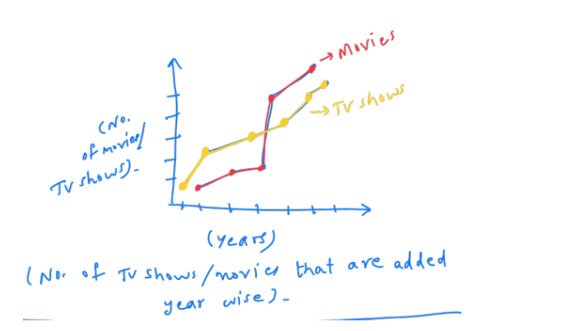 → Movies
→ TV shows
(No.
of movies/
TV shows).
(years)
(No. of TV shows/movies that are added
year wise).